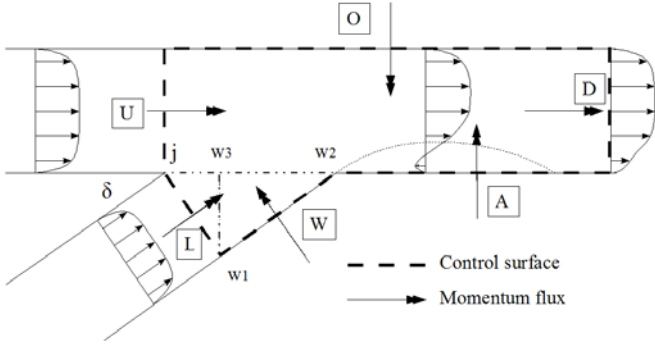 O
U
D
j
w3
w2
δ
L
W
A
w1
Control surface
Momentum flux